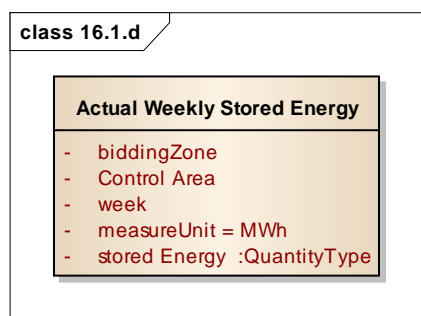 class 16.1.d
Actual Weekly Stored Energy
- biddingZone
- Control Area
- week
- measureUnit = MWh
- stored Energy :QuantityType